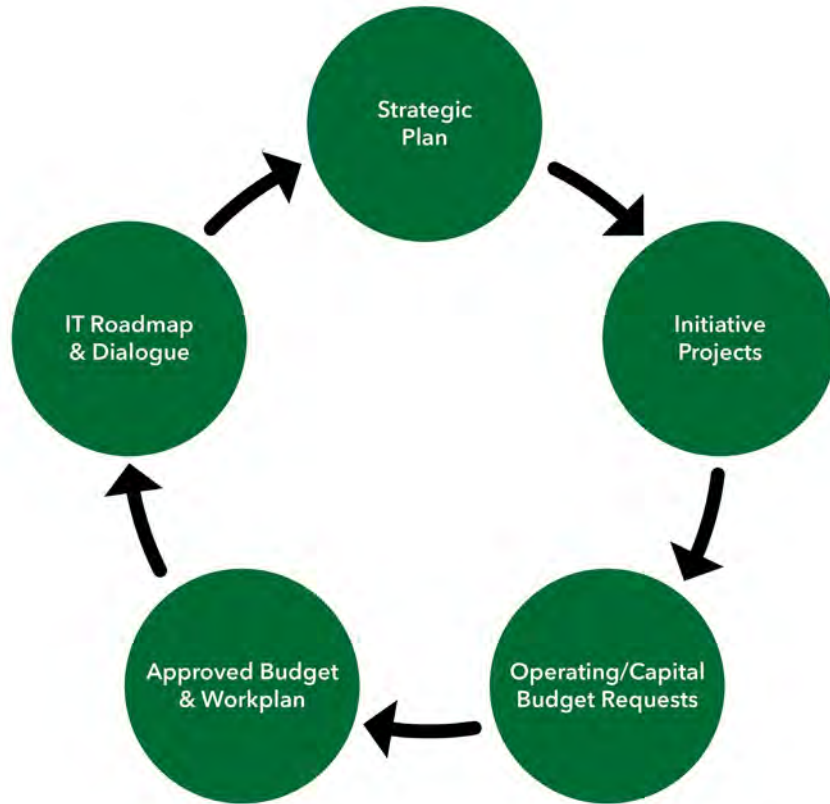 Strategic
Plan
Initiative
Projects
Operating/Capital
Budget Requests
Approved Budget
& Workplan
IT Roadmap
& Dialogue